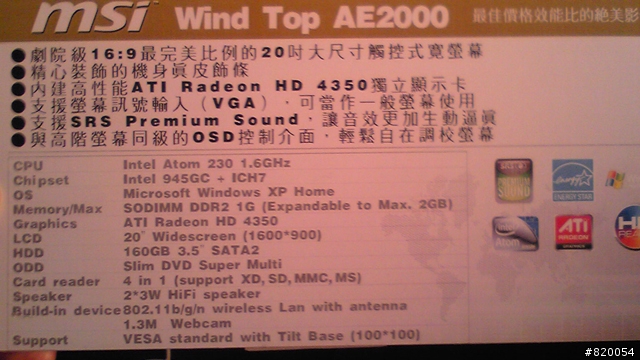 msi Wind Top AE2000 最佳價格效能比的絕美影
●劇院級16:9最完美比例的20吋大尺寸觸控式寬螢幕
●精心裝飾的機身真皮飾條
●內建高性能ATI Radeon HD 4350獨立顯示卡
●支援螢幕訊號輸入（VGA），可當作一般螢幕使用
●支援SRS Premium Sound，讓音效更加生動逼真
●與高階螢幕同級的OSD控制介面，輕鬆自在調校螢幕
CPU Intel Atom 230 1.6GHz
Chipset Intel 945GC + ICH7
OS Microsoft Windows XP Home
Memory/Max SODIMM DDR2 1G (Expandable to Max. 2GB)
Graphics ATI Radeon HD 4350
LCD 20" Widescreen (1600*900)
HDD 160GB 3.5" SATA2
ODD Slim DVD Super Multi
Card reader 4 in 1 (support XD, SD, MMC, MS)
Speaker 2*3W HiFi speaker
Build-in device 802.11b/g/n wireless Lan with antenna
1.3M Webcam
Support VESA standard with Tilt Base (100*100)
SOUND
ENERGY STAR
Atom
ATI
RADEON
#820054